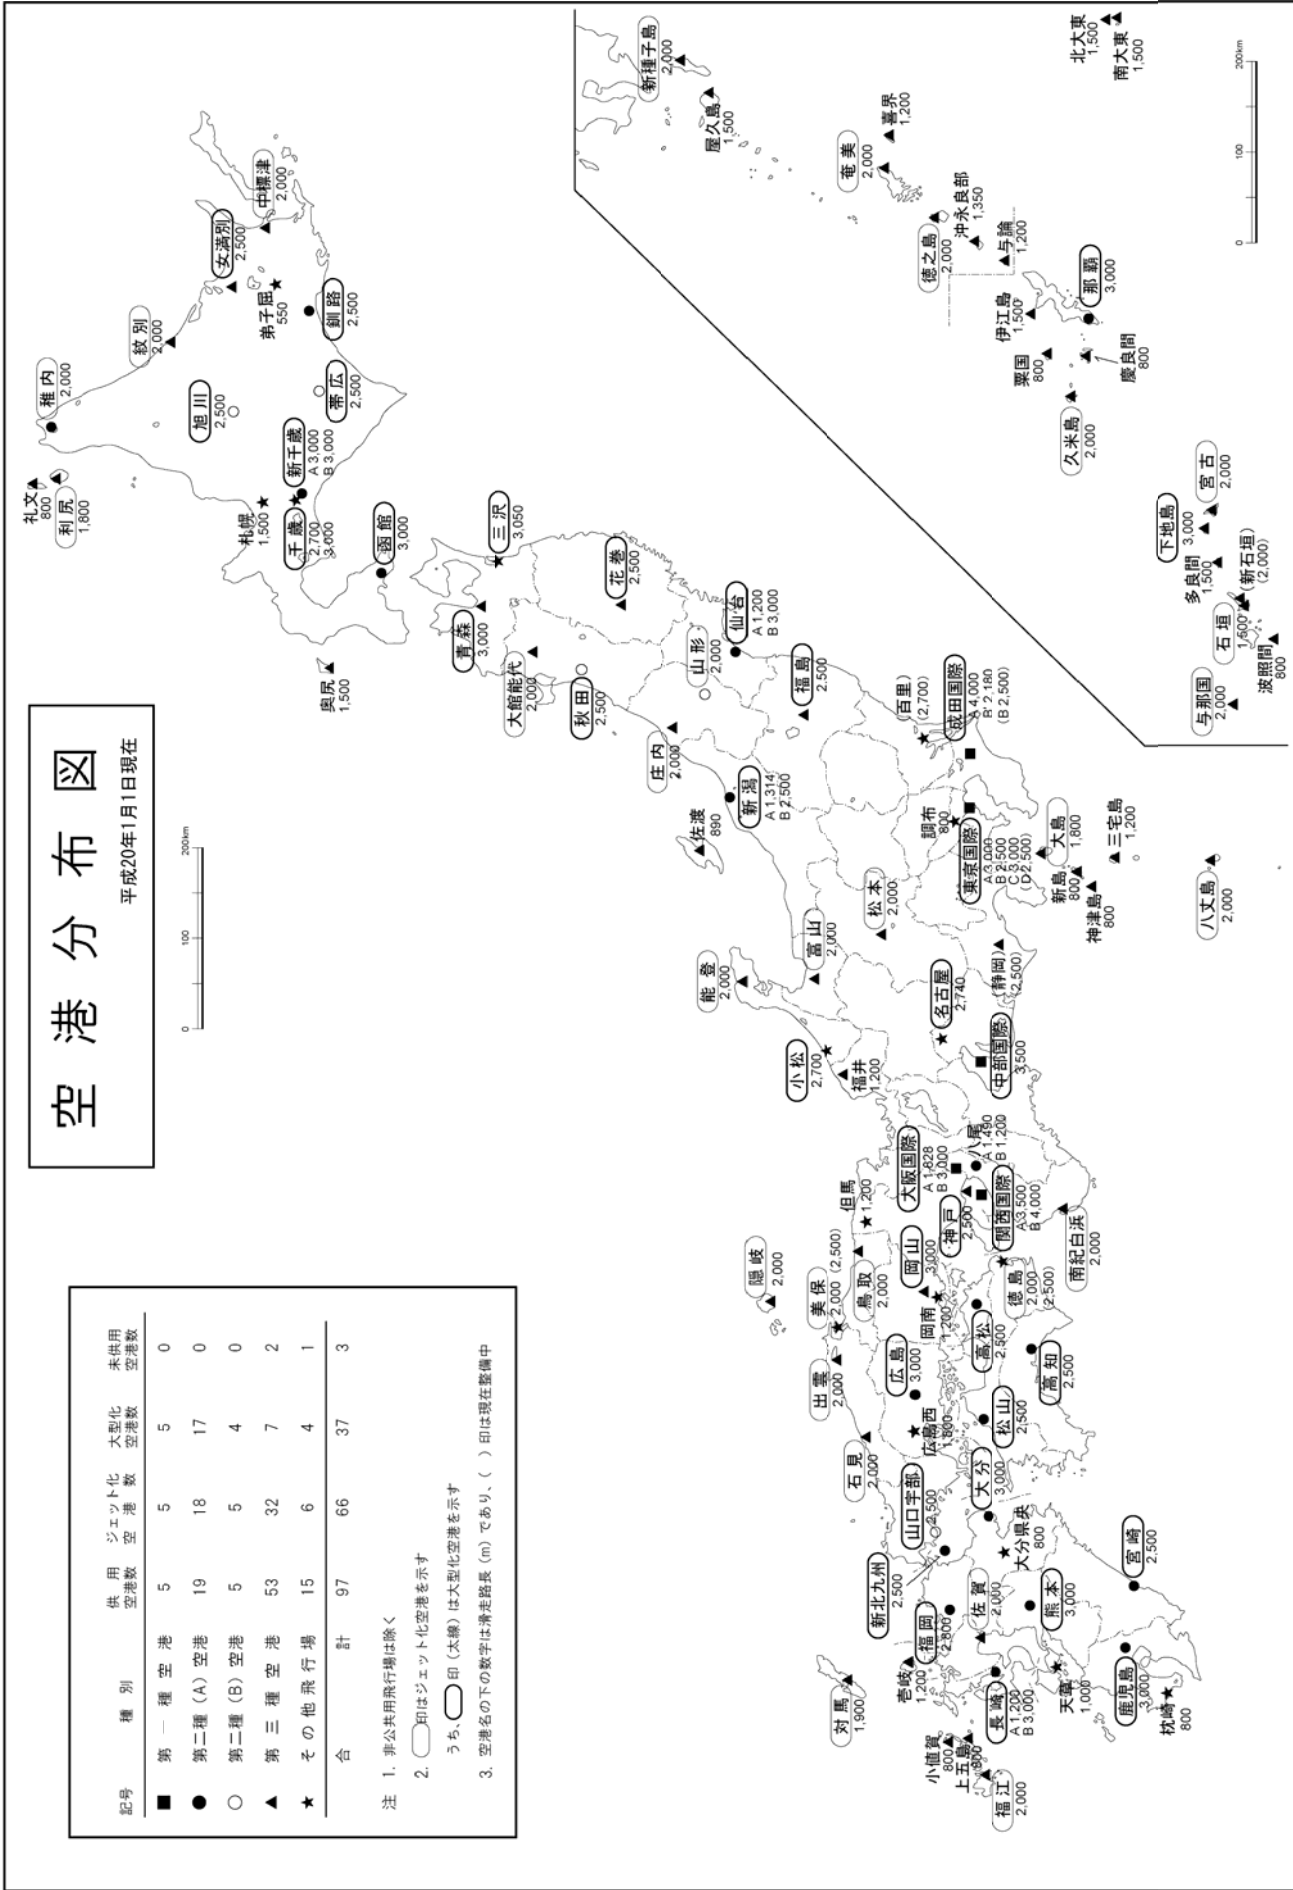 空港分布図
平成20年1月1日現在
0 100 200km
記号 種別 供用空港数 ジェット化空港数 大型化空港数 未供用空港数
■ 第一種空港 5 5 5 0
● 第二種(A)空港 19 18 17 0
○ 第二種(B)空港 5 5 4 0
▲ 第三種空港 53 32 7 2
★ その他飛行場 15 6 4 1
合計 97 66 37 3
注 1. 非公共用飛行場は除く
2. 印はジェット化空港を示す
うち、印(太線)は大型化空港を示す
3. 空港名の下の数字は滑走路長(m)であり、( )印は現在整備中
礼文
800
利尻
1,800
稚内
2,000
紋別
2,000
女満別
2,500
中標津
2,000
旭川
2,500
弟子屈
550
釧路
2,500
帯広
2,500
札幌
1,500
新千歳
A 3,000
B 3,000
千歳
2,700
3,000
函館
3,000
奥尻
1,500
三沢
3,050
青森
3,000
大館能代
2,000
花巻
2,500
秋田
2,500
山形
2,000
仙台
A 1,200
B 3,000
庄内
2,000
福島
2,500
新潟
A 1,314
B 2,500
佐渡
890
(百里)
(2,700)
成田国際
A 4,000
B' 2,180
(B 2,500)
調布
800
東京国際
A 3,000
B 2,500
C 3,000
(D 2,500)
大島
1,800
新島
800
神津島
800
三宅島
1,200
八丈島
2,000
松本
2,000
富山
2,000
能登
2,000
(静岡)
(2,500)
名古屋
2,740
中部国際
3,500
小松
2,700
福井
1,200
大阪国際
A 1,828
B 3,000
八尾
A 1,490
B 1,200
関西国際
A 3,500
B 4,000
神戸
2,500
南紀白浜
2,000
但馬
1,200
隠岐
2,000
鳥取
2,000
美保
2,000 (2,500)
岡山
3,000
岡南
1,200
出雲
2,000
石見
2,000
広島
3,000
広島西
1,800
徳島
2,000
(2,500)
高松
2,500
高知
2,500
松山
2,500
山口宇部
2,500
大分
3,000
大分県央
800
新北九州
2,500
福岡
2,800
佐賀
2,000
熊本
3,000
宮崎
2,500
対馬
1,900
壱岐
1,200
長崎
A 1,200
B 3,000
小値賀
800
上五島
800
福江
2,000
天草
1,000
鹿児島
3,000
枕崎
800
新種子島
2,000
屋久島
1,500
奄美
2,000
喜界
1,200
徳之島
2,000
沖永良部
1,350
与論
1,200
伊江島
1,500
那覇
3,000
粟国
800
慶良間
800
久米島
2,000
北大東
1,500
南大東
1,500
宮古
2,000
下地島
3,000
多良間
1,500
(新石垣)
(2,000)
石垣
1,500
波照間
800
与那国
2,000
0 100 200km